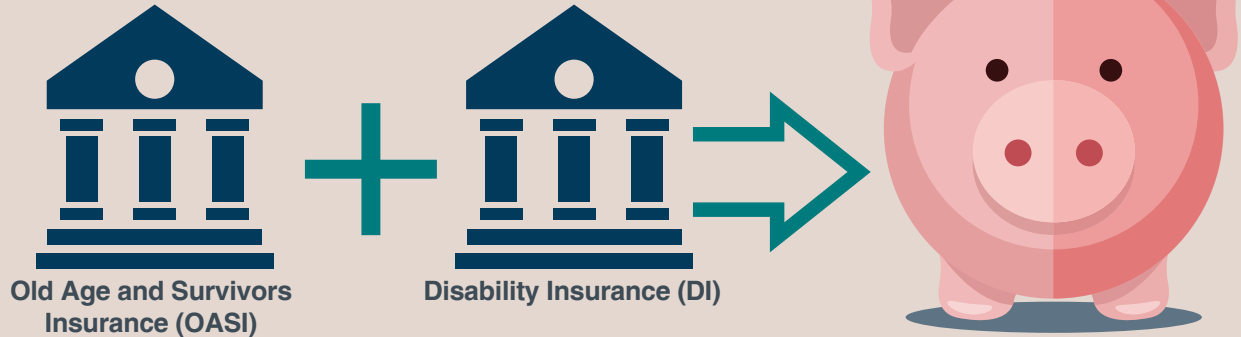 Old Age and Survivors
Insurance (OASI)
Disability Insurance (DI)